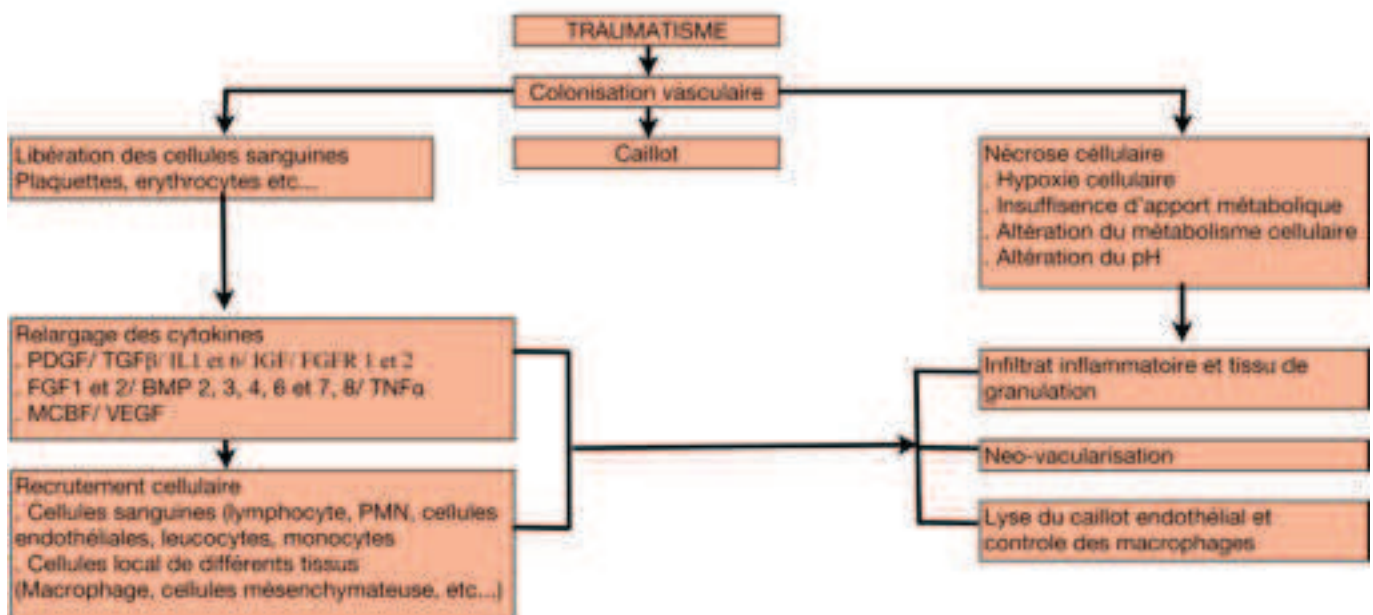 TRAUMATISME
Colonisation vasculaire
Caillot
Libération des cellules sanguines
Plaquettes, erythrocytes etc...
Nécrose céllulaire
. Hypoxie cellulaire
. Insuffisence d'apport métabolique
. Altération du métabolisme cellulaire
. Altération du pH
Relargage des cytokines
. PDGF/ TGFβ/ IL1 et 6/ IGF/ FGFR 1 et 2
. FGF1 et 2/ BMP 2, 3, 4, 6 et 7, 8/ TNFα
. MCBF/ VEGF
Recrutement cellulaire
. Cellules sanguines (lymphocyte, PMN, cellules
endothéliales, leucocytes, monocytes
. Cellules local de différents tissus
(Macrophage, cellules mésenchymateuse, etc...)
Infiltrat inflammatoire et tissu de
granulation
Neo-vacularisation
Lyse du caillot endothélial et
controle des macrophages